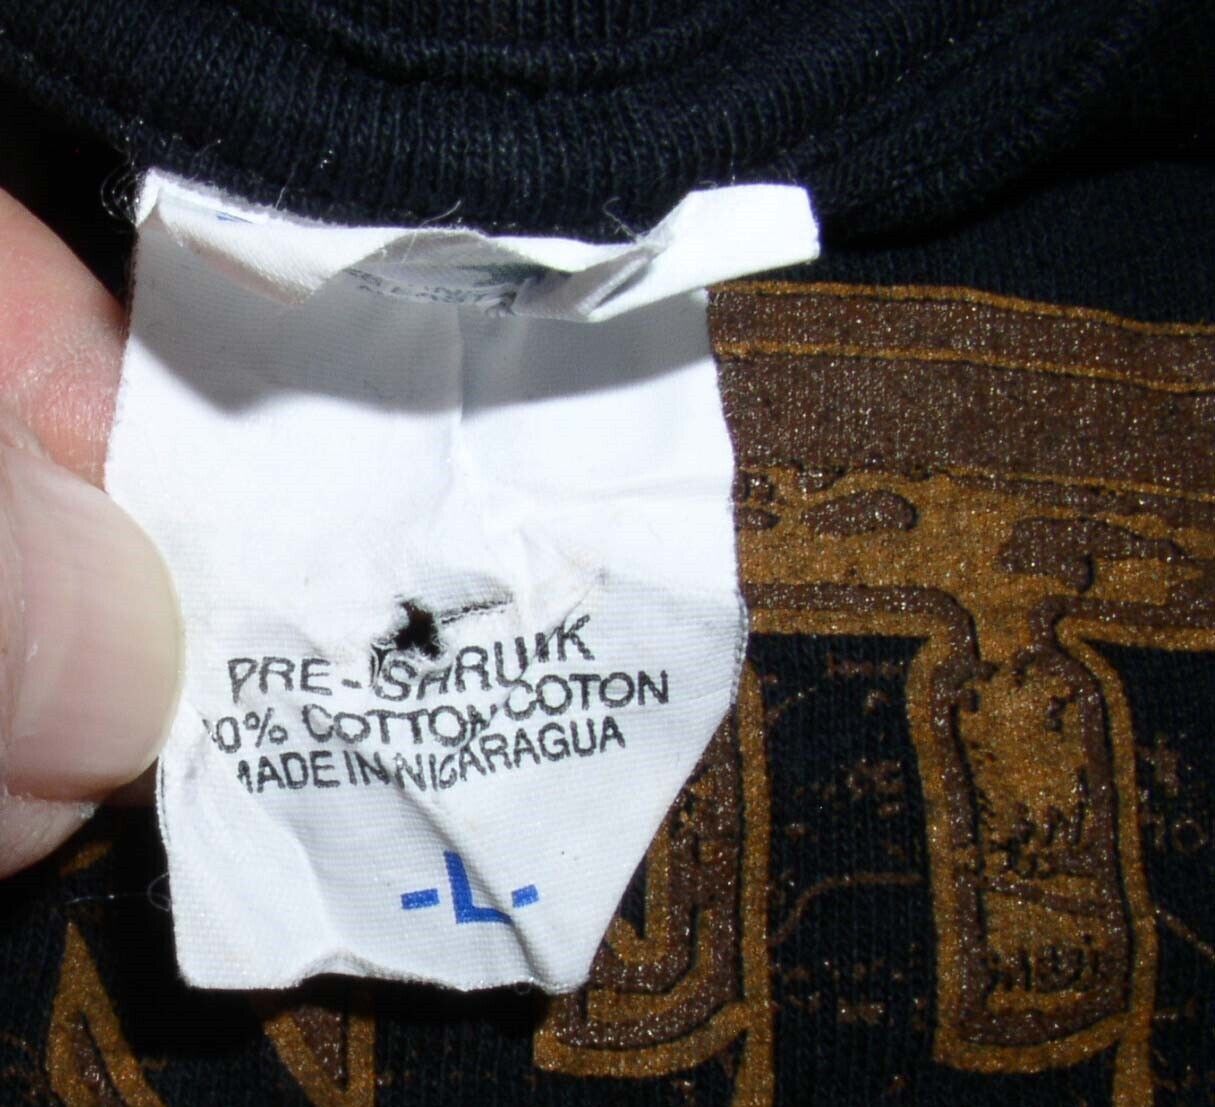 PRE-SHRUNK
0% COTTON COTON
MADE IN NICARAGUA
-L-